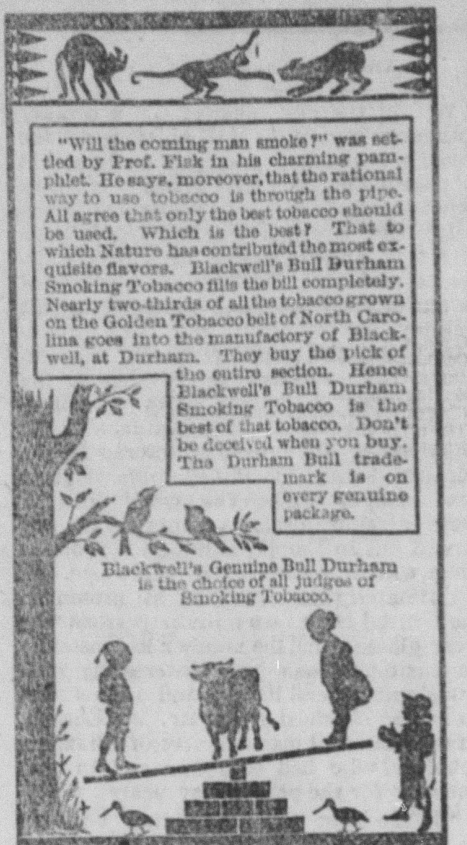 "Will the coming man smoke?" was set-
tled by Prof. Fisk in his charming pam-
phlet. He says, moreover, that the rational
way to use tobacco is through the pipe.
All agree that only the best tobacco should
be used. Which is the best? That to
which Nature has contributed the most ex-
quisite flavors. Blackwell's Bull Durham
Smoking Tobacco fills the bill completely.
Nearly two-thirds of all the tobacco grown
on the Golden Tobacco belt of North Caro-
lina goes into the manufactory of Black-
well, at Durham. They buy the pick of
the entire section. Hence
Blackwell's Bull Durham
Smoking Tobacco is the
best of that tobacco. Don't
be deceived when you buy.
The Durham Bull trade-
mark is on
every genuine
package.
Blackwell's Genuine Bull Durham
is the choice of all judges of
Smoking Tobacco.